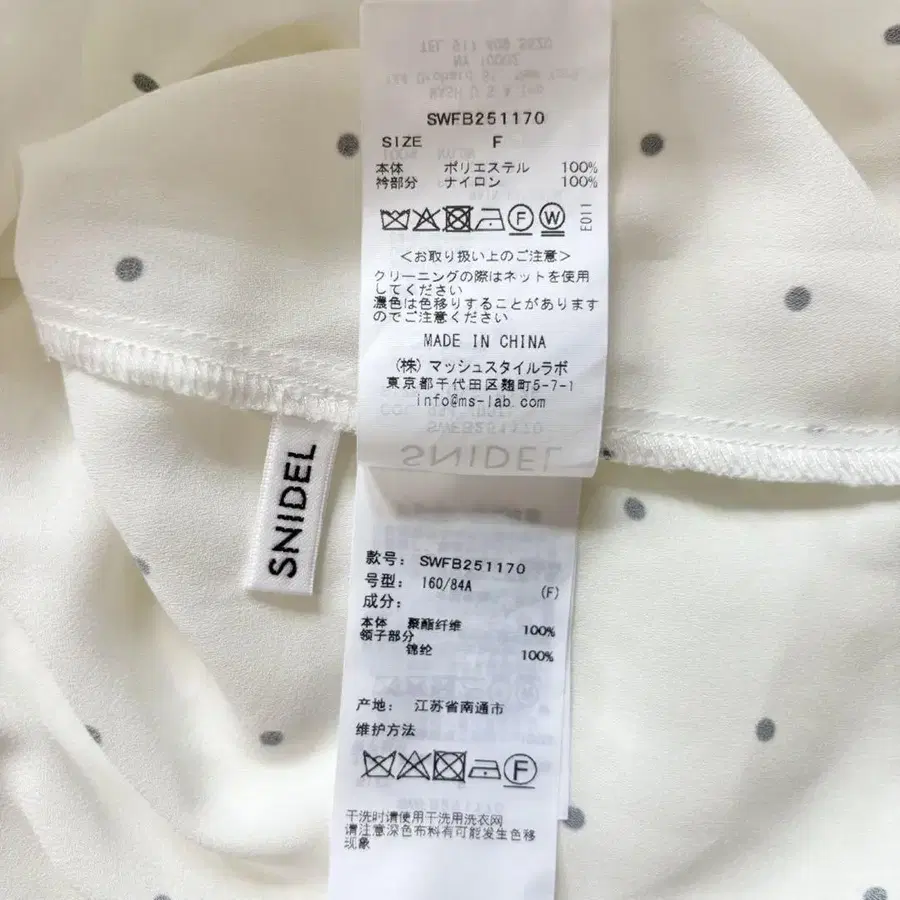 SWFB251170
SIZE F
本体 ポリエステル 100%
衿部分 ナイロン 100%
F W
E011
<お取り扱い上のご注意>
クリーニングの際はネットを使用
してください
濃色は色移りすることがあります
のでご注意ください
MADE IN CHINA
(株) マッシュスタイルラボ
東京都千代田区麹町5-7-1
info@ms-lab.com
SNIDEL
SNIDEL
款号: SWFB251170
号型: 160/84A (F)
成分:
本体 聚酯纤维 100%
领子部分
锦纶 100%
产地: 江苏省南通市
维护方法
F
干洗时请使用干洗用洗衣网
请注意深色布料有可能发生色移
现象